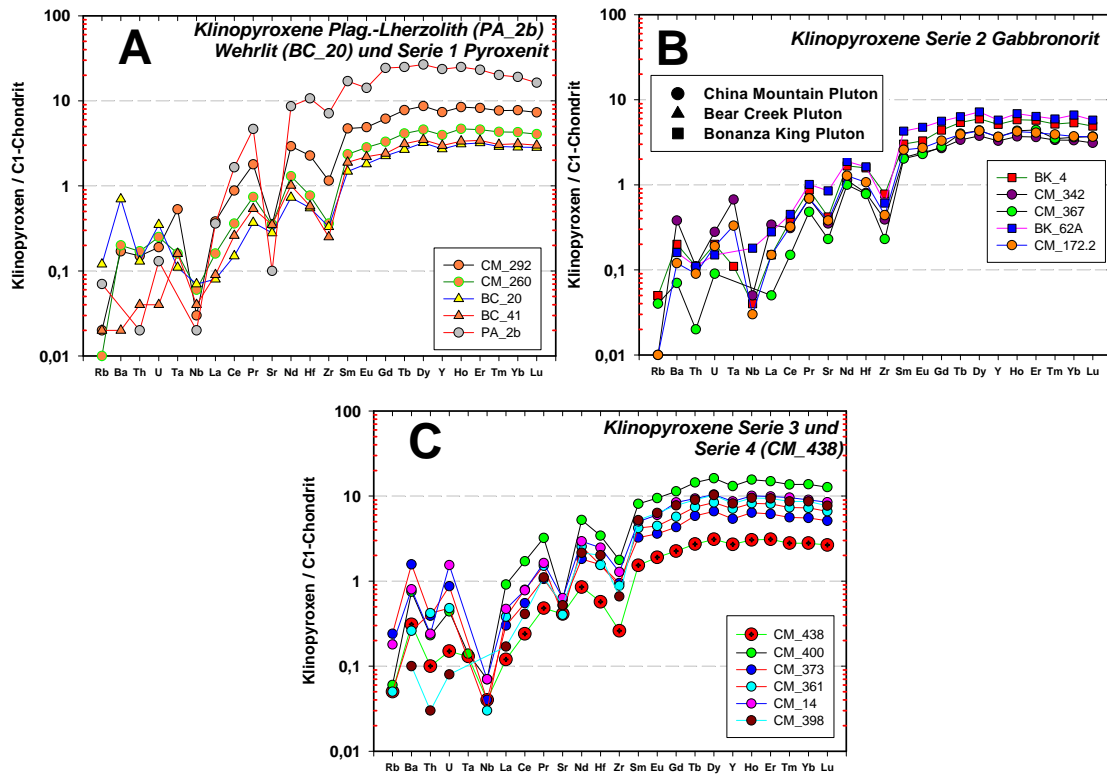 A
Klinopyroxene Plag.-Lherzolith (PA_2b)
Wehrlit (BC_20) und Serie 1 Pyroxenit
Klinopyroxen / C1-Chondrit
100
10
1
0,1
0,01
CM_292
CM_260
BC_20
BC_41
PA_2b
Rb Ba Th U Ta Nb La Ce Pr Sr Nd Hf Zr Sm Eu Gd Tb Dy Y Ho Er Tm Yb Lu
B
Klinopyroxene Serie 2 Gabbronorit
China Mountain Pluton
Bear Creek Pluton
Bonanza King Pluton
Klinopyroxen / C1-Chondrit
100
10
1
0,1
0,01
BK_4
CM_342
CM_367
BK_62A
CM_172.2
Rb Ba Th U Ta Nb La Ce Pr Sr Nd Hf Zr Sm Eu Gd Tb Dy Y Ho Er Tm Yb Lu
C
Klinopyroxene Serie 3 und
Serie 4 (CM_438)
Klinopyroxen / C1-Chondrit
100
10
1
0,1
0,01
CM_438
CM_400
CM_373
CM_361
CM_14
CM_398
Rb Ba Th U Ta Nb La Ce Pr Sr Nd Hf Zr Sm Eu Gd Tb Dy Y Ho Er Tm Yb Lu